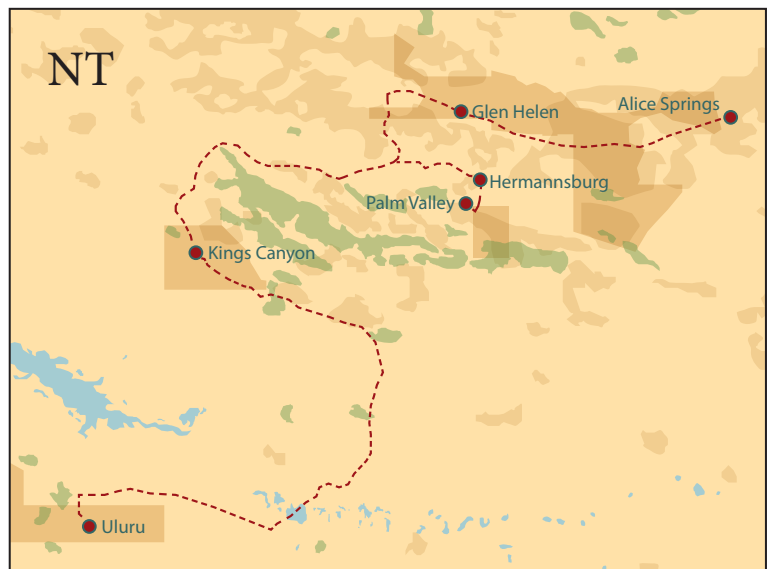 NT
Alice Springs
Glen Helen
Hermannsburg
Palm Valley
Kings Canyon
Uluru